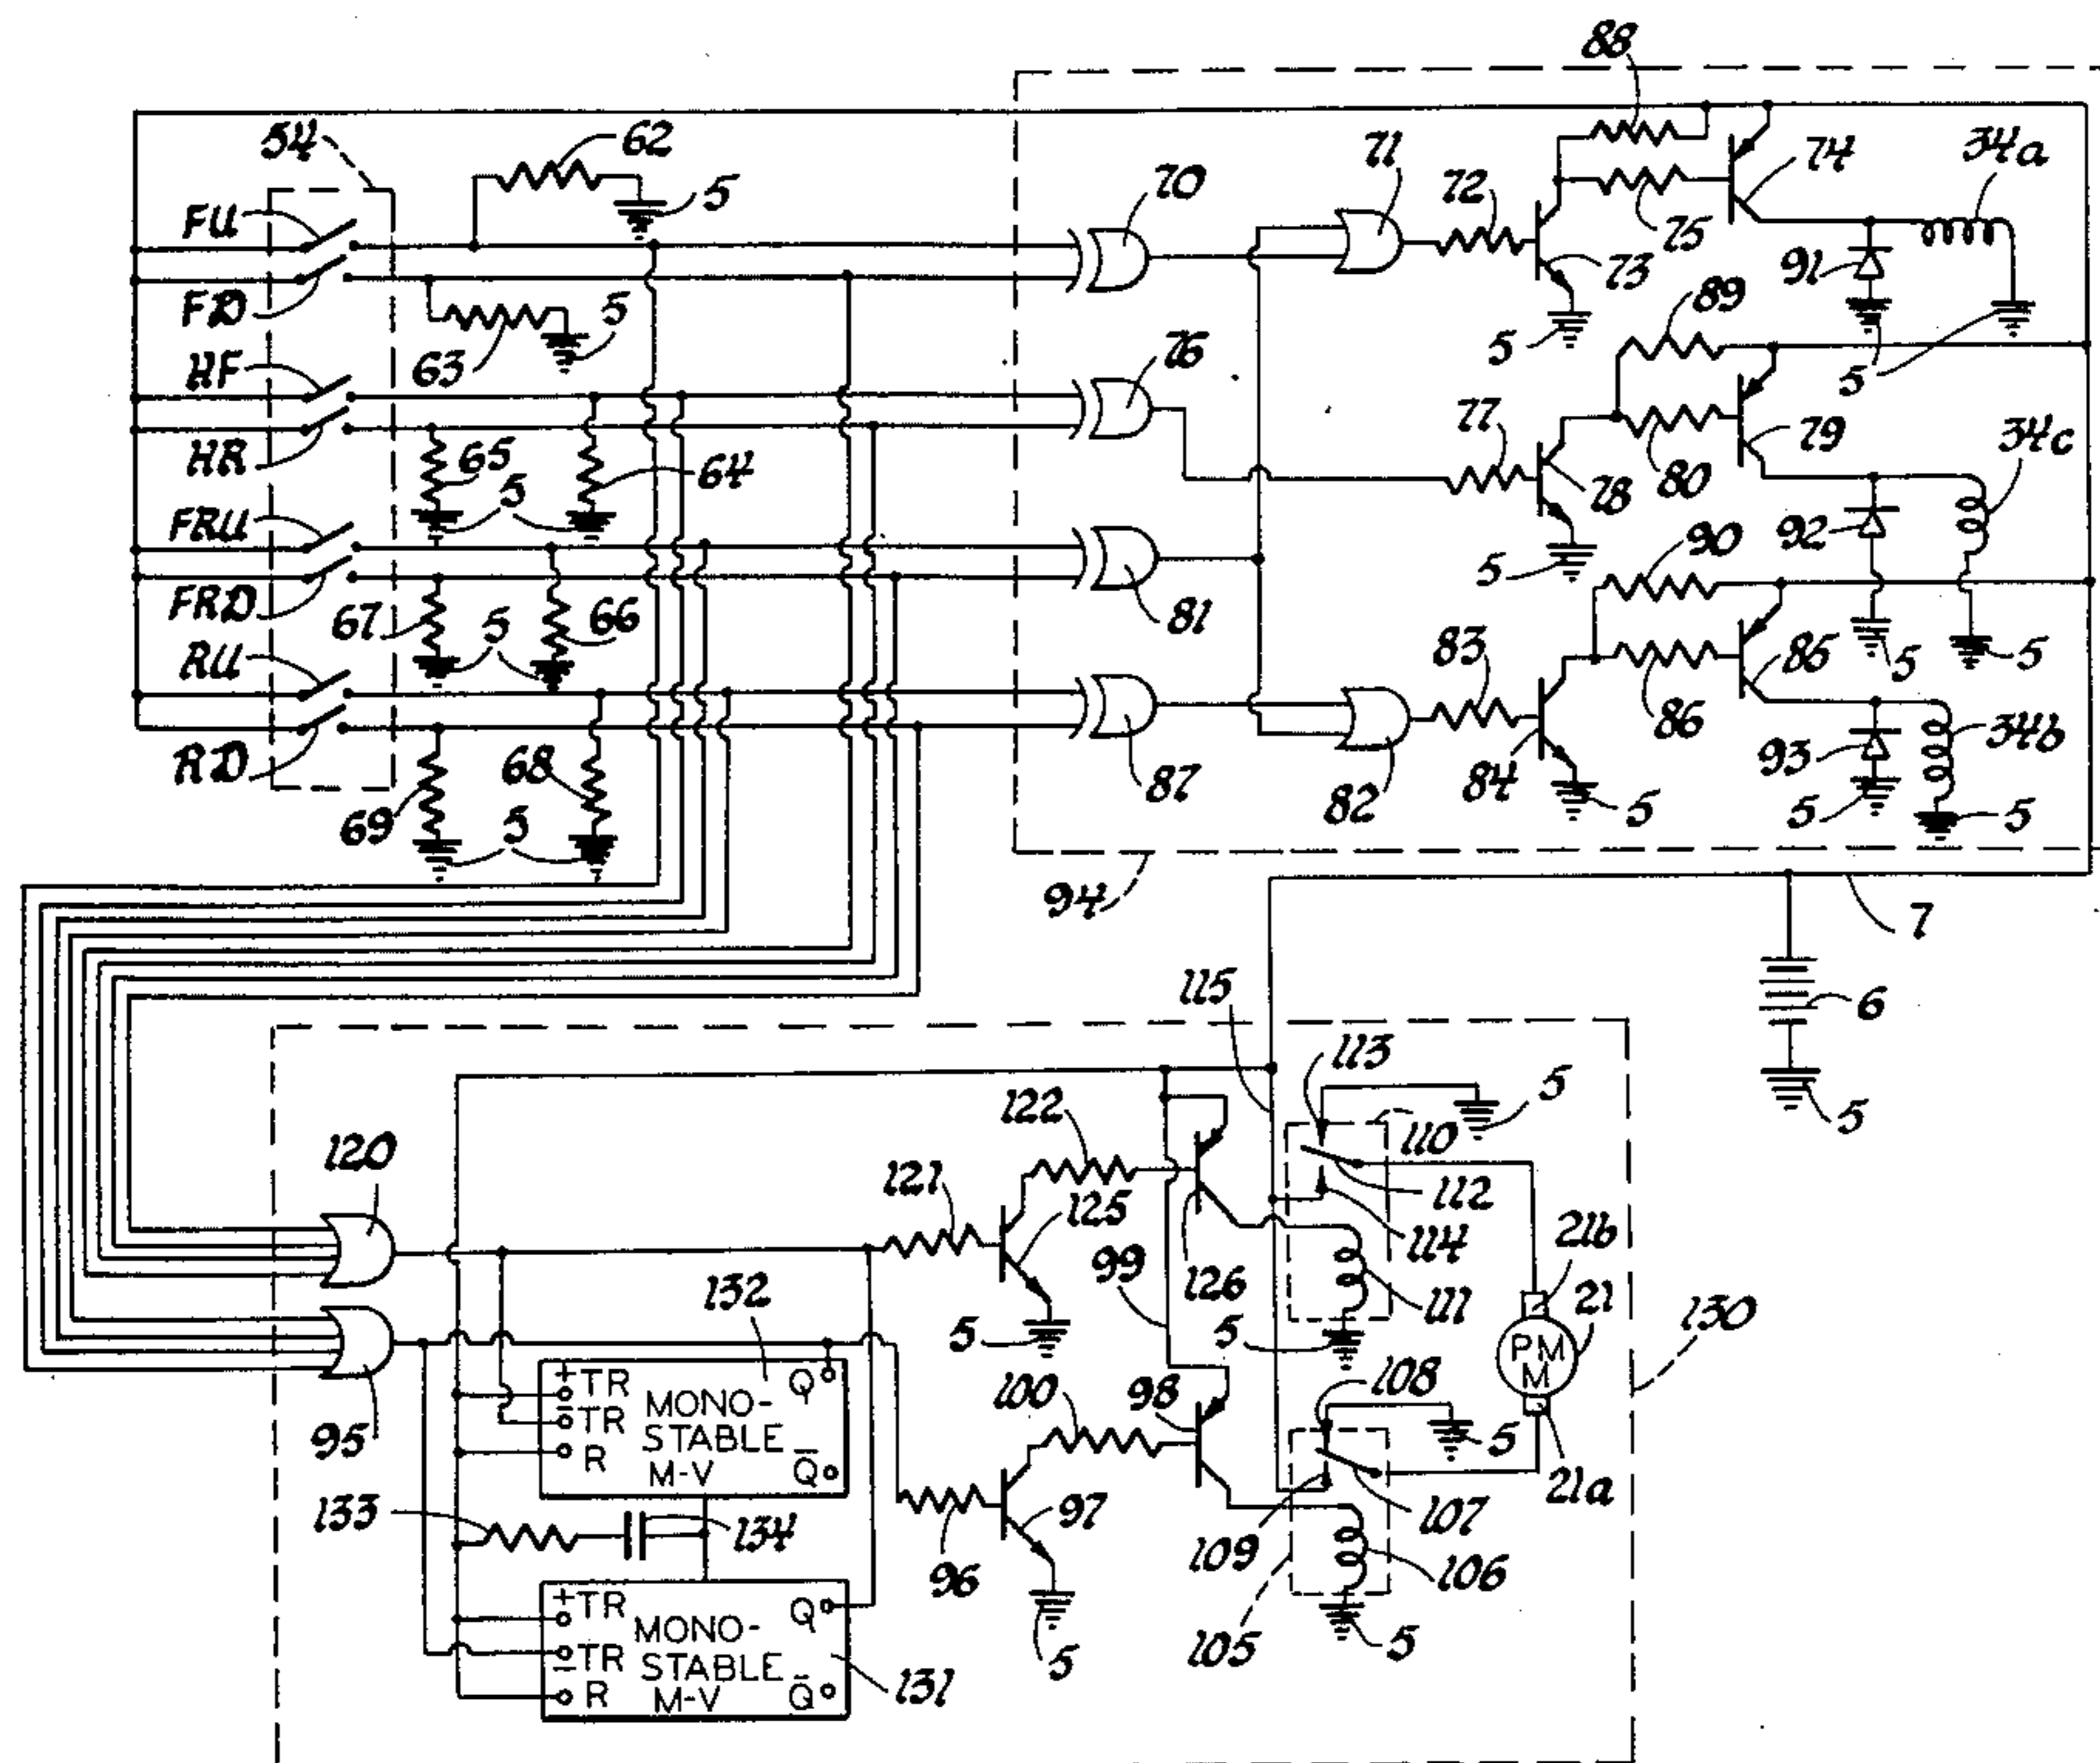 88
54
62
5
70
71
72
74
34a
FU
FD
63
5
75
73
91
5
89
5
HF
HR
65
64
76
77
78
80
79
34c
5
5
92
90
FRU
FRD
67
66
5
81
83
85
5
5
RU
RD
69
68
5
87
82
84
86
5
93
5
34b
5
94
7
115
6
5
113
5
110
122
120
121
125
112
114
21b
99
126
111
21
130
5
5
132
PM
M
+TR
-TR
R
MONO-
STABLE
M-V
Q
Q̅
95
100
98
108
5
21a
133
134
96
97
109
107
106
105
5
5
+TR
-TR
R
MONO-
STABLE
M-V
Q
Q̅
131